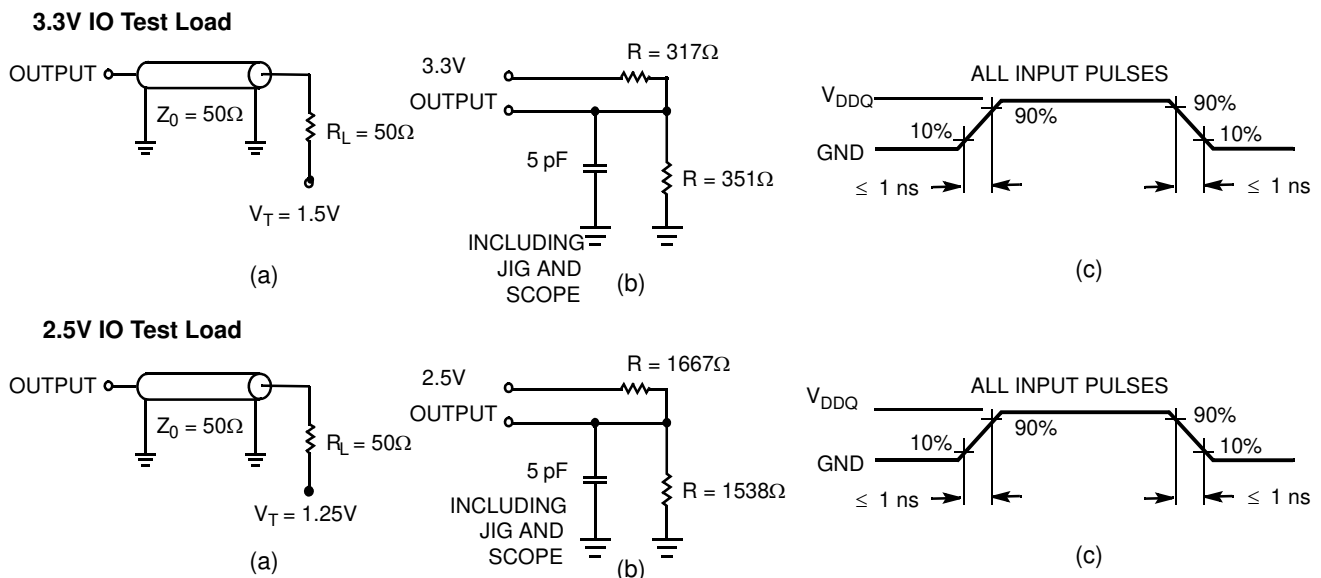 3.3V IO Test Load
OUTPUT
Z0 = 50Ω
RL = 50Ω
VT = 1.5V
(a)
3.3V
OUTPUT
R = 317Ω
5 pF
R = 351Ω
INCLUDING
JIG AND
SCOPE
(b)
ALL INPUT PULSES
VDDQ
GND
10%
90%
90%
10%
≤ 1 ns
≤ 1 ns
(c)
2.5V IO Test Load
OUTPUT
Z0 = 50Ω
RL = 50Ω
VT = 1.25V
(a)
2.5V
OUTPUT
R = 1667Ω
5 pF
R = 1538Ω
INCLUDING
JIG AND
SCOPE
(b)
ALL INPUT PULSES
VDDQ
GND
10%
90%
90%
10%
≤ 1 ns
≤ 1 ns
(c)